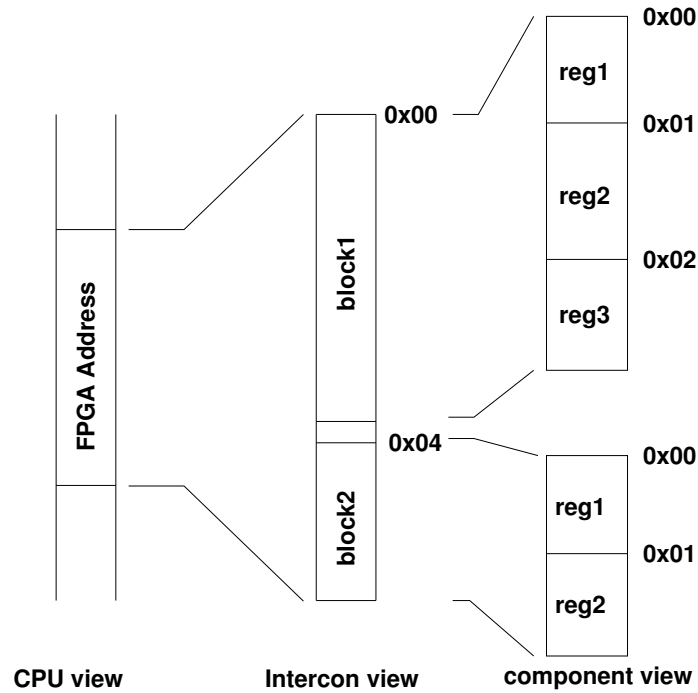 0x00
reg1
0x01
reg2
0x02
reg3
0x00
block1
0x04
block2
FPGA Address
0x00
reg1
0x01
reg2
CPU view
Intercon view
component view